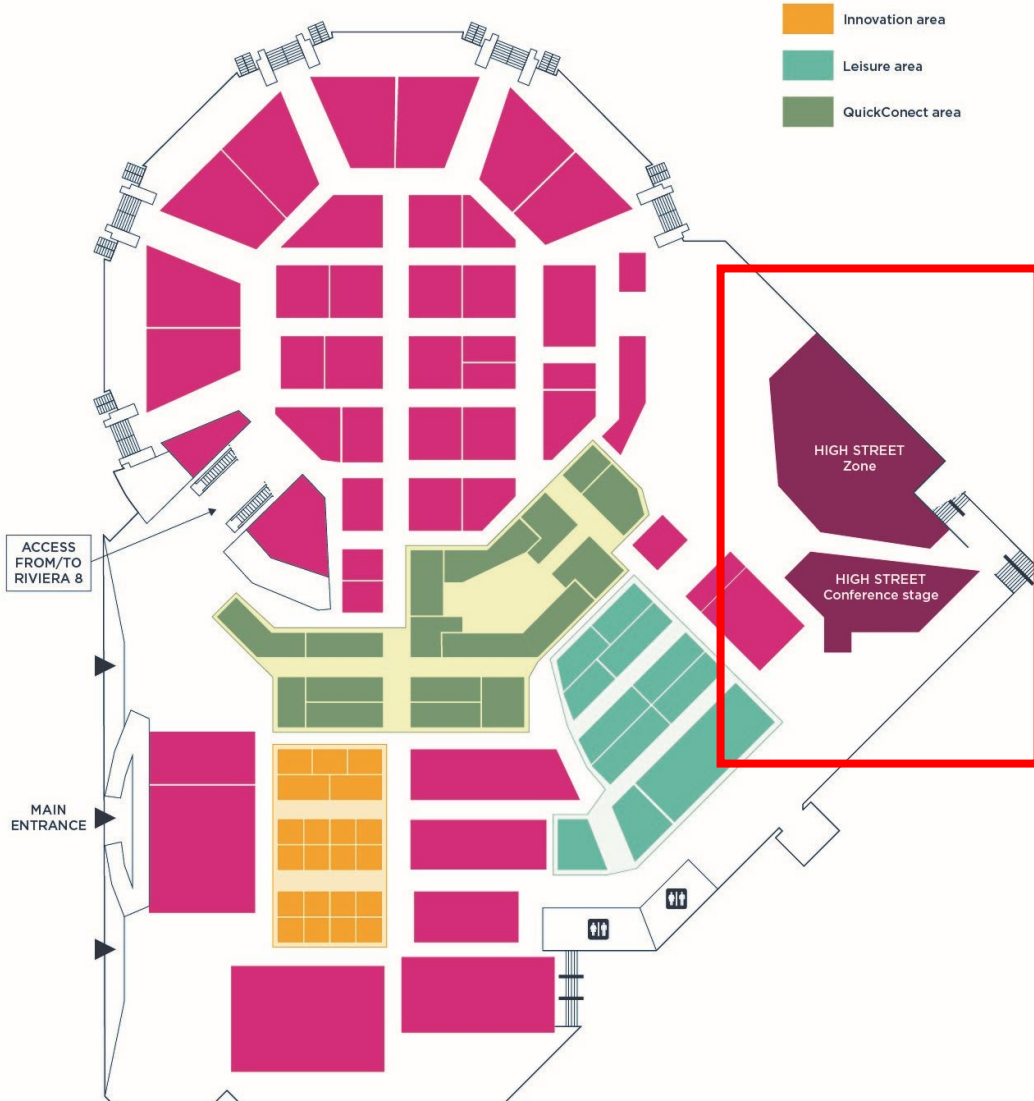 Innovation area
Leisure area
QuickConect area
HIGH STREET
Zone
ACCESS
FROM/TO
RIVIERA 8
HIGH STREET
Conference stage
MAIN
ENTRANCE